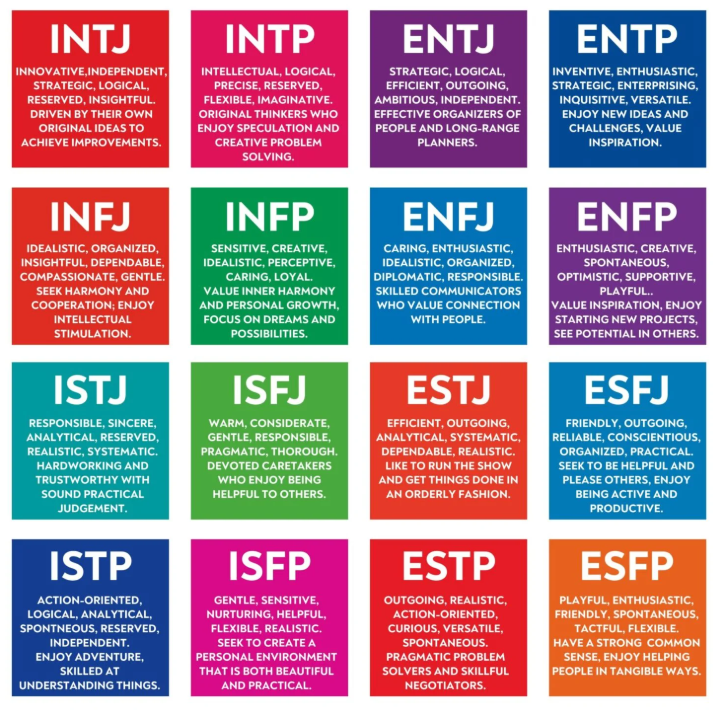 INTJ
INNOVATIVE,INDEPENDENT,
STRATEGIC, LOGICAL,
RESERVED, INSIGHTFUL.
DRIVEN BY THEIR OWN
ORIGINAL IDEAS TO
ACHIEVE IMPROVEMENTS.
INTP
INTELLECTUAL, LOGICAL,
PRECISE, RESERVED,
FLEXIBLE, IMAGINATIVE.
ORIGINAL THINKERS WHO
ENJOY SPECULATION AND
CREATIVE PROBLEM
SOLVING.
ENTJ
STRATEGIC, LOGICAL,
EFFICIENT, OUTGOING,
AMBITIOUS, INDEPENDENT.
EFFECTIVE ORGANIZERS OF
PEOPLE AND LONG-RANGE
PLANNERS.
ENTP
INVENTIVE, ENTHUSIASTIC,
STRATEGIC, ENTERPRISING,
INQUISITIVE, VERSATILE.
ENJOY NEW IDEAS AND
CHALLENGES, VALUE
INSPIRATION.
INFJ
IDEALISTIC, ORGANIZED,
INSIGHTFUL, DEPENDABLE,
COMPASSIONATE, GENTLE.
SEEK HARMONY AND
COOPERATION; ENJOY
INTELLECTUAL
STIMULATION.
INFP
SENSITIVE, CREATIVE,
IDEALISTIC, PERCEPTIVE,
CARING, LOYAL.
VALUE INNER HARMONY
AND PERSONAL GROWTH,
FOCUS ON DREAMS AND
POSSIBILITIES.
ENFJ
CARING, ENTHUSIASTIC,
IDEALISTIC, ORGANIZED,
DIPLOMATIC, RESPONSIBLE.
SKILLED COMMUNICATORS
WHO VALUE CONNECTION
WITH PEOPLE.
ENFP
ENTHUSIASTIC, CREATIVE,
SPONTANEOUS,
OPTIMISTIC, SUPPORTIVE,
PLAYFUL..
VALUE INSPIRATION, ENJOY
STARTING NEW PROJECTS,
SEE POTENTIAL IN OTHERS.
ISTJ
RESPONSIBLE, SINCERE,
ANALYTICAL, RESERVED,
REALISTIC, SYSTEMATIC.
HARDWORKING AND
TRUSTWORTHY WITH
SOUND PRACTICAL
JUDGEMENT.
ISFJ
WARM, CONSIDERATE,
GENTLE, RESPONSIBLE,
PRAGMATIC, THOROUGH.
DEVOTED CARETAKERS
WHO ENJOY BEING
HELPFUL TO OTHERS.
ESTJ
EFFICIENT, OUTGOING,
ANALYTICAL, SYSTEMATIC,
DEPENDABLE, REALISTIC.
LIKE TO RUN THE SHOW
AND GET THINGS DONE IN
AN ORDERLY FASHION.
ESFJ
FRIENDLY, OUTGOING,
RELIABLE, CONSCIENTIOUS,
ORGANIZED, PRACTICAL.
SEEK TO BE HELPFUL AND
PLEASE OTHERS, ENJOY
BEING ACTIVE AND
PRODUCTIVE.
ISTP
ACTION-ORIENTED,
LOGICAL, ANALYTICAL,
SPONTNEOUS, RESERVED,
INDEPENDENT.
ENJOY ADVENTURE,
SKILLED AT
UNDERSTANDING THINGS.
ISFP
GENTLE, SENSITIVE,
NURTURING, HELPFUL,
FLEXIBLE, REALISTIC.
SEEK TO CREATE A
PERSONAL ENVIRONMENT
THAT IS BOTH BEAUTIFUL
AND PRACTICAL.
ESTP
OUTGOING, REALISTIC,
ACTION-ORIENTED,
CURIOUS, VERSATILE,
SPONTANEOUS.
PRAGMATIC PROBLEM
SOLVERS AND SKILLFUL
NEGOTIATORS.
ESFP
PLAYFUL, ENTHUSIASTIC,
FRIENDLY, SPONTANEOUS,
TACTFUL, FLEXIBLE.
HAVE A STRONG COMMON
SENSE, ENJOY HELPING
PEOPLE IN TANGIBLE WAYS.